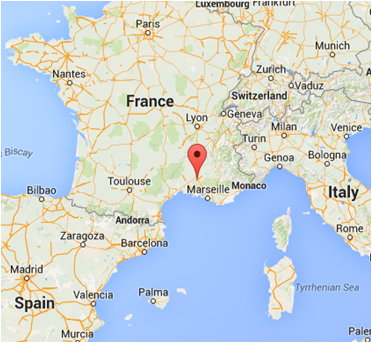 Luxembourg
Frankfurt
Paris
Munich
Nantes
Zurich
Vaduz
Switzerland
France
Geneva
Lyon
Milan
Venice
Turin
Biscay
Genoa
Bologna
Toulouse
Monaco
Marseille
Italy
Bilbao
Andorra
Rome
Zaragoza
Barcelona
Madrid
Tyrrhenian Sea
Palma
Valencia
Spain
Paler
Murcia